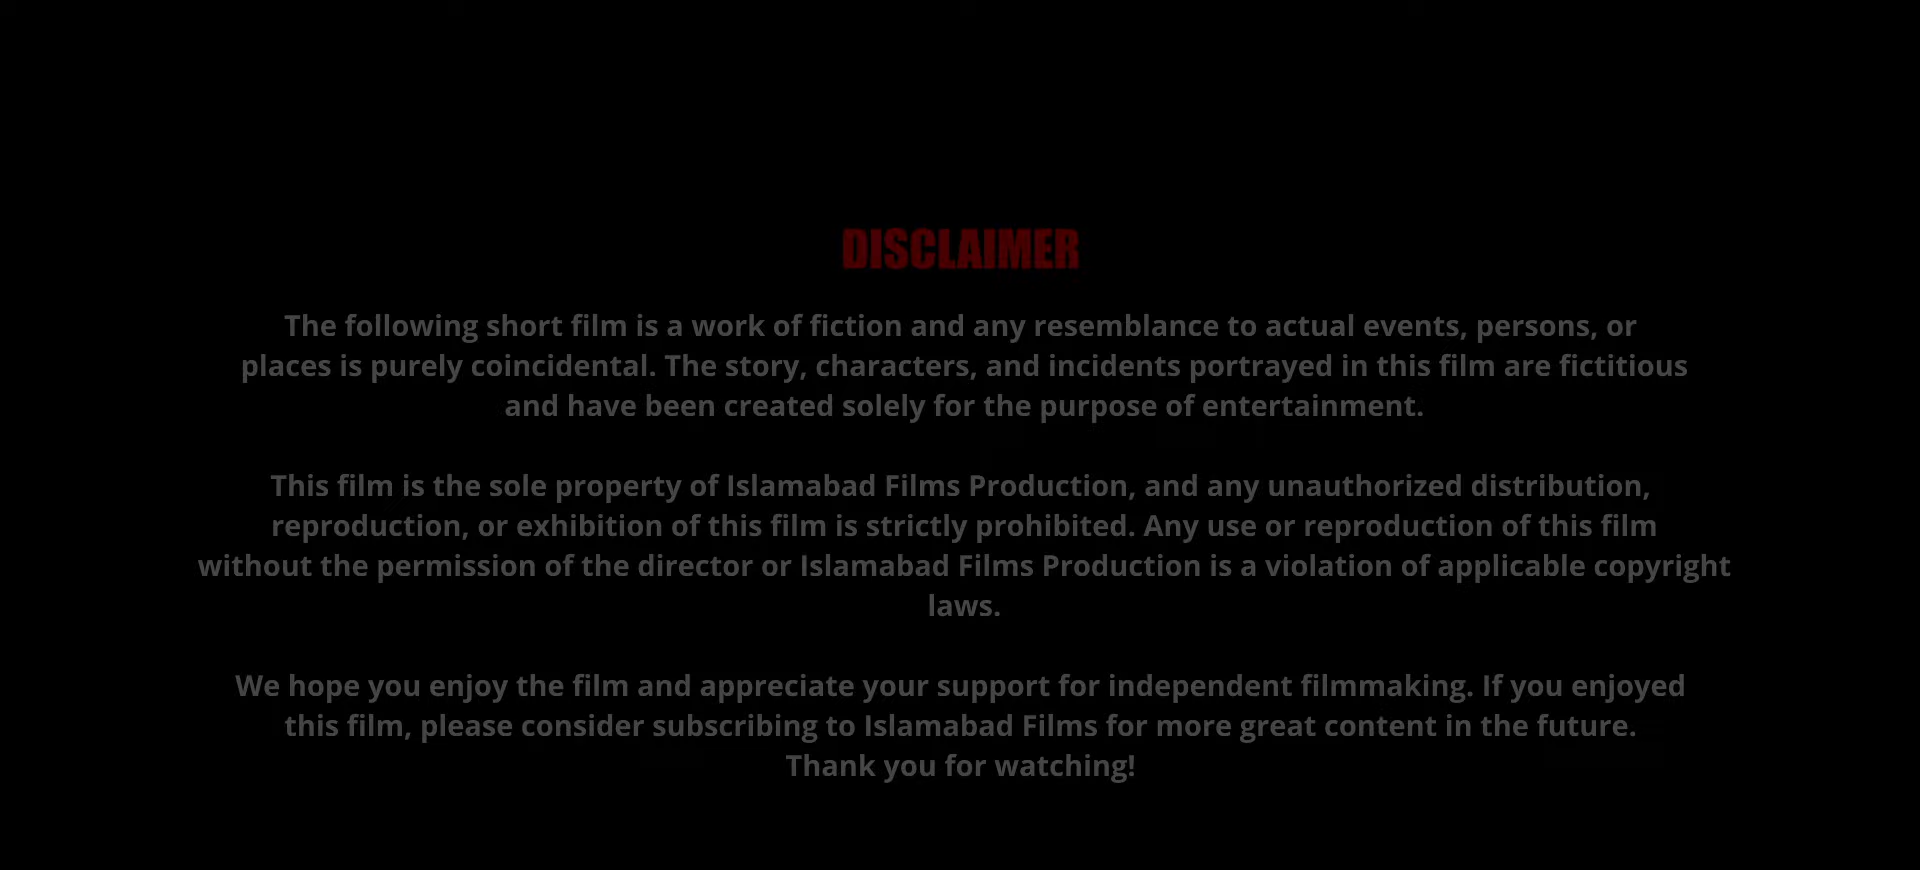 DISCLAIMER
The following short film is a work of fiction and any resemblance to actual events, persons, or
places is purely coincidental. The story, characters, and incidents portrayed in this film are fictitious
and have been created solely for the purpose of entertainment.
This film is the sole property of Islamabad Films Production, and any unauthorized distribution,
reproduction, or exhibition of this film is strictly prohibited. Any use or reproduction of this film
without the permission of the director or Islamabad Films Production is a violation of applicable copyright
laws.
We hope you enjoy the film and appreciate your support for independent filmmaking. If you enjoyed
this film, please consider subscribing to Islamabad Films for more great content in the future.
Thank you for watching!